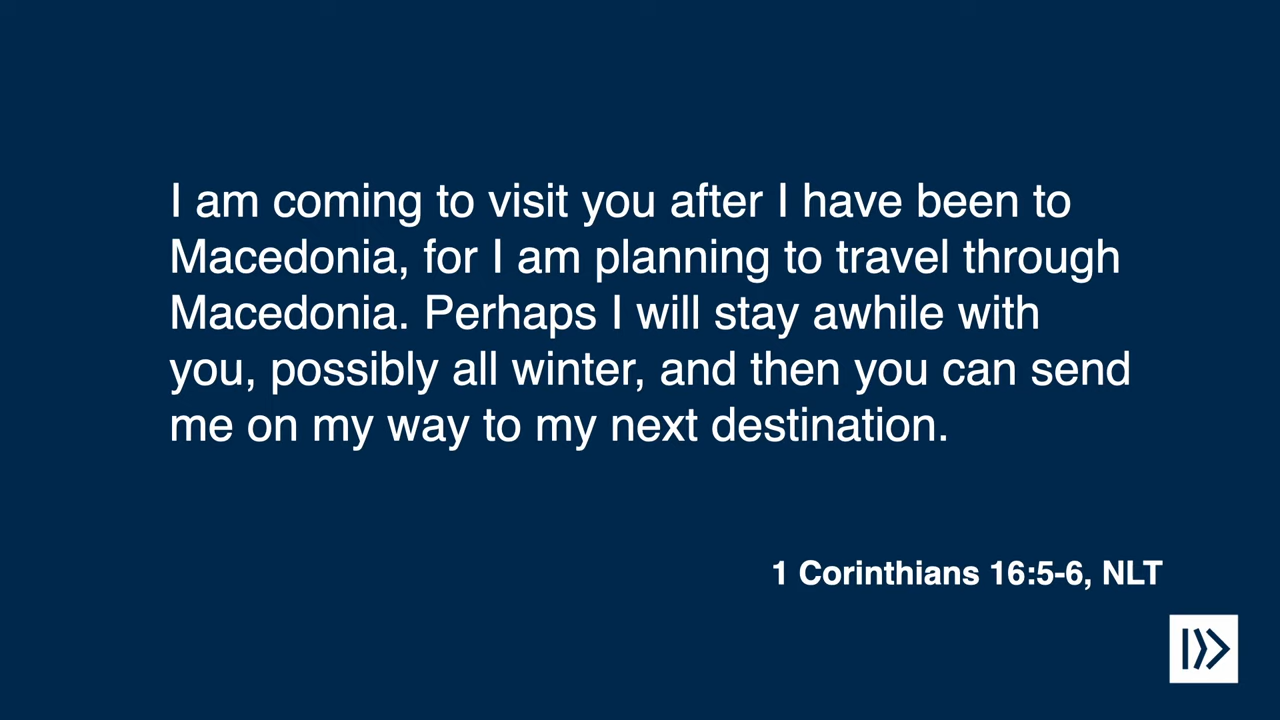 I am coming to visit you after I have been to
Macedonia, for I am planning to travel through
Macedonia. Perhaps I will stay awhile with
you, possibly all winter, and then you can send
me on my way to my next destination.
1 Corinthians 16:5-6, NLT